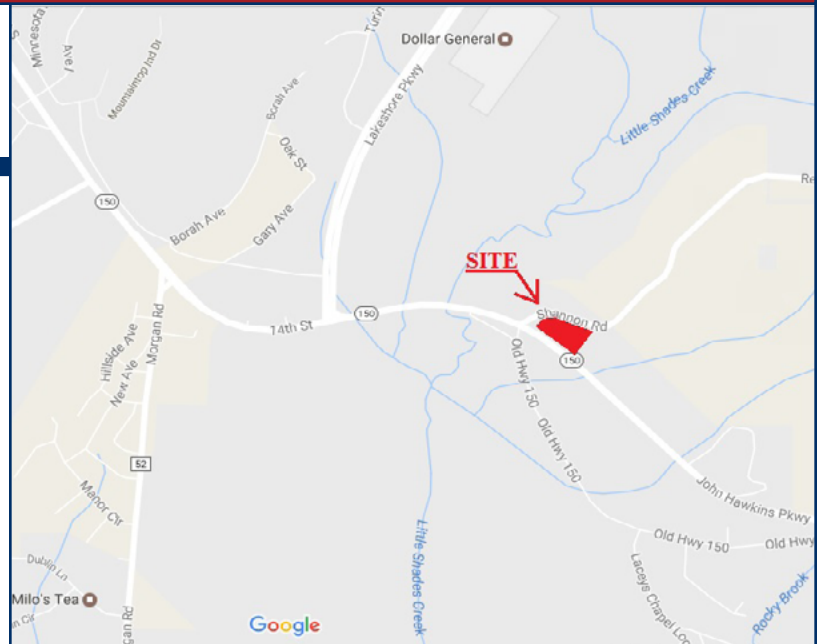 Minnesota
Ave
Mountaintop Ind Dr
Borah Ave
Oak St
Turin
Dollar General
Lakeshore Pkwy
Little Shades Creek
150
Borah Ave
Gary Ave
SITE
Shannon Rd
14th St
150
150
Hillside Ave
New Ave
Morgan Rd
Old Hwy 150
Old Hwy 150
52
Manor Cir
John Hawkins Pkwy
Old Hwy 150
Old Hwy
Dublin Ln
Little Shades Creek
Laceys Chapel
Rocky Brook
Milo's Tea
Google